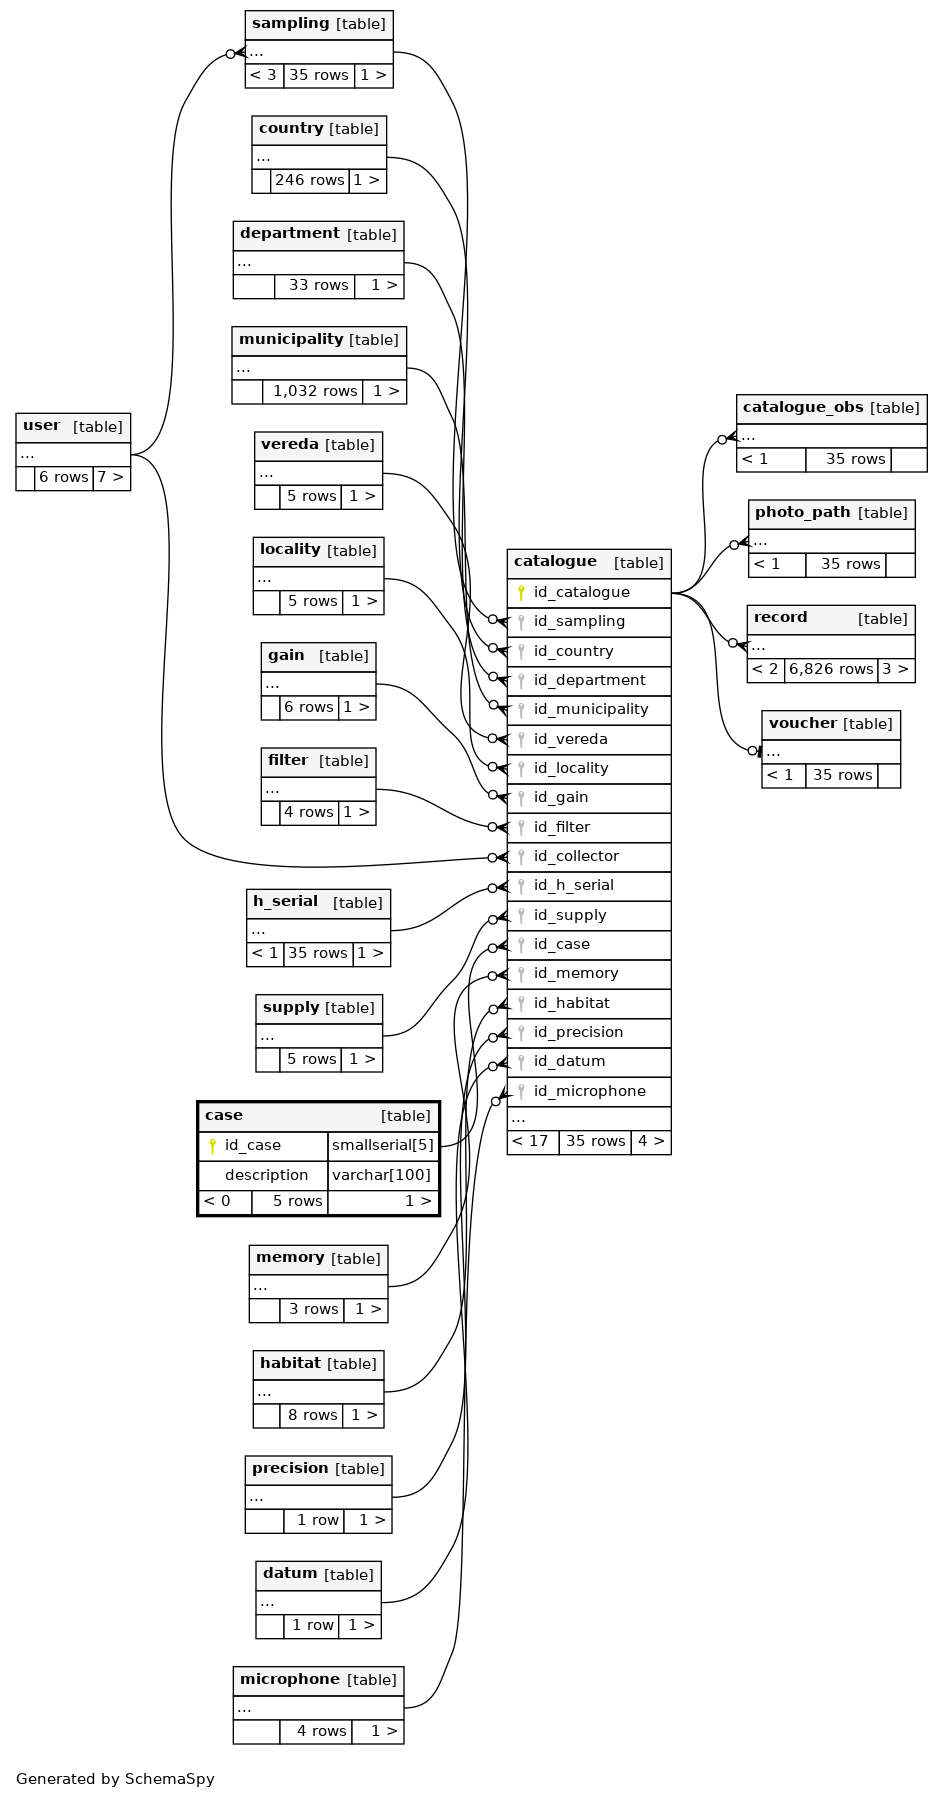 sampling [table]
...
< 3 35 rows 1 >
country [table]
...
246 rows 1 >
department [table]
...
33 rows 1 >
municipality [table]
...
1,032 rows 1 >
user [table]
...
6 rows 7 >
vereda [table]
...
5 rows 1 >
locality [table]
...
5 rows 1 >
gain [table]
...
6 rows 1 >
filter [table]
...
4 rows 1 >
h_serial [table]
...
< 1 35 rows 1 >
supply [table]
...
5 rows 1 >
case [table]
id_case smallserial[5]
description varchar[100]
< 0 5 rows 1 >
memory [table]
...
3 rows 1 >
habitat [table]
...
8 rows 1 >
precision [table]
...
1 row 1 >
datum [table]
...
1 row 1 >
microphone [table]
...
4 rows 1 >
catalogue [table]
id_catalogue
id_sampling
id_country
id_department
id_municipality
id_vereda
id_locality
id_gain
id_filter
id_collector
id_h_serial
id_supply
id_case
id_memory
id_habitat
id_precision
id_datum
id_microphone
...
< 17 35 rows 4 >
catalogue_obs [table]
...
< 1 35 rows
photo_path [table]
...
< 1 35 rows
record [table]
...
< 2 6,826 rows 3 >
voucher [table]
...
< 1 35 rows
Generated by SchemaSpy